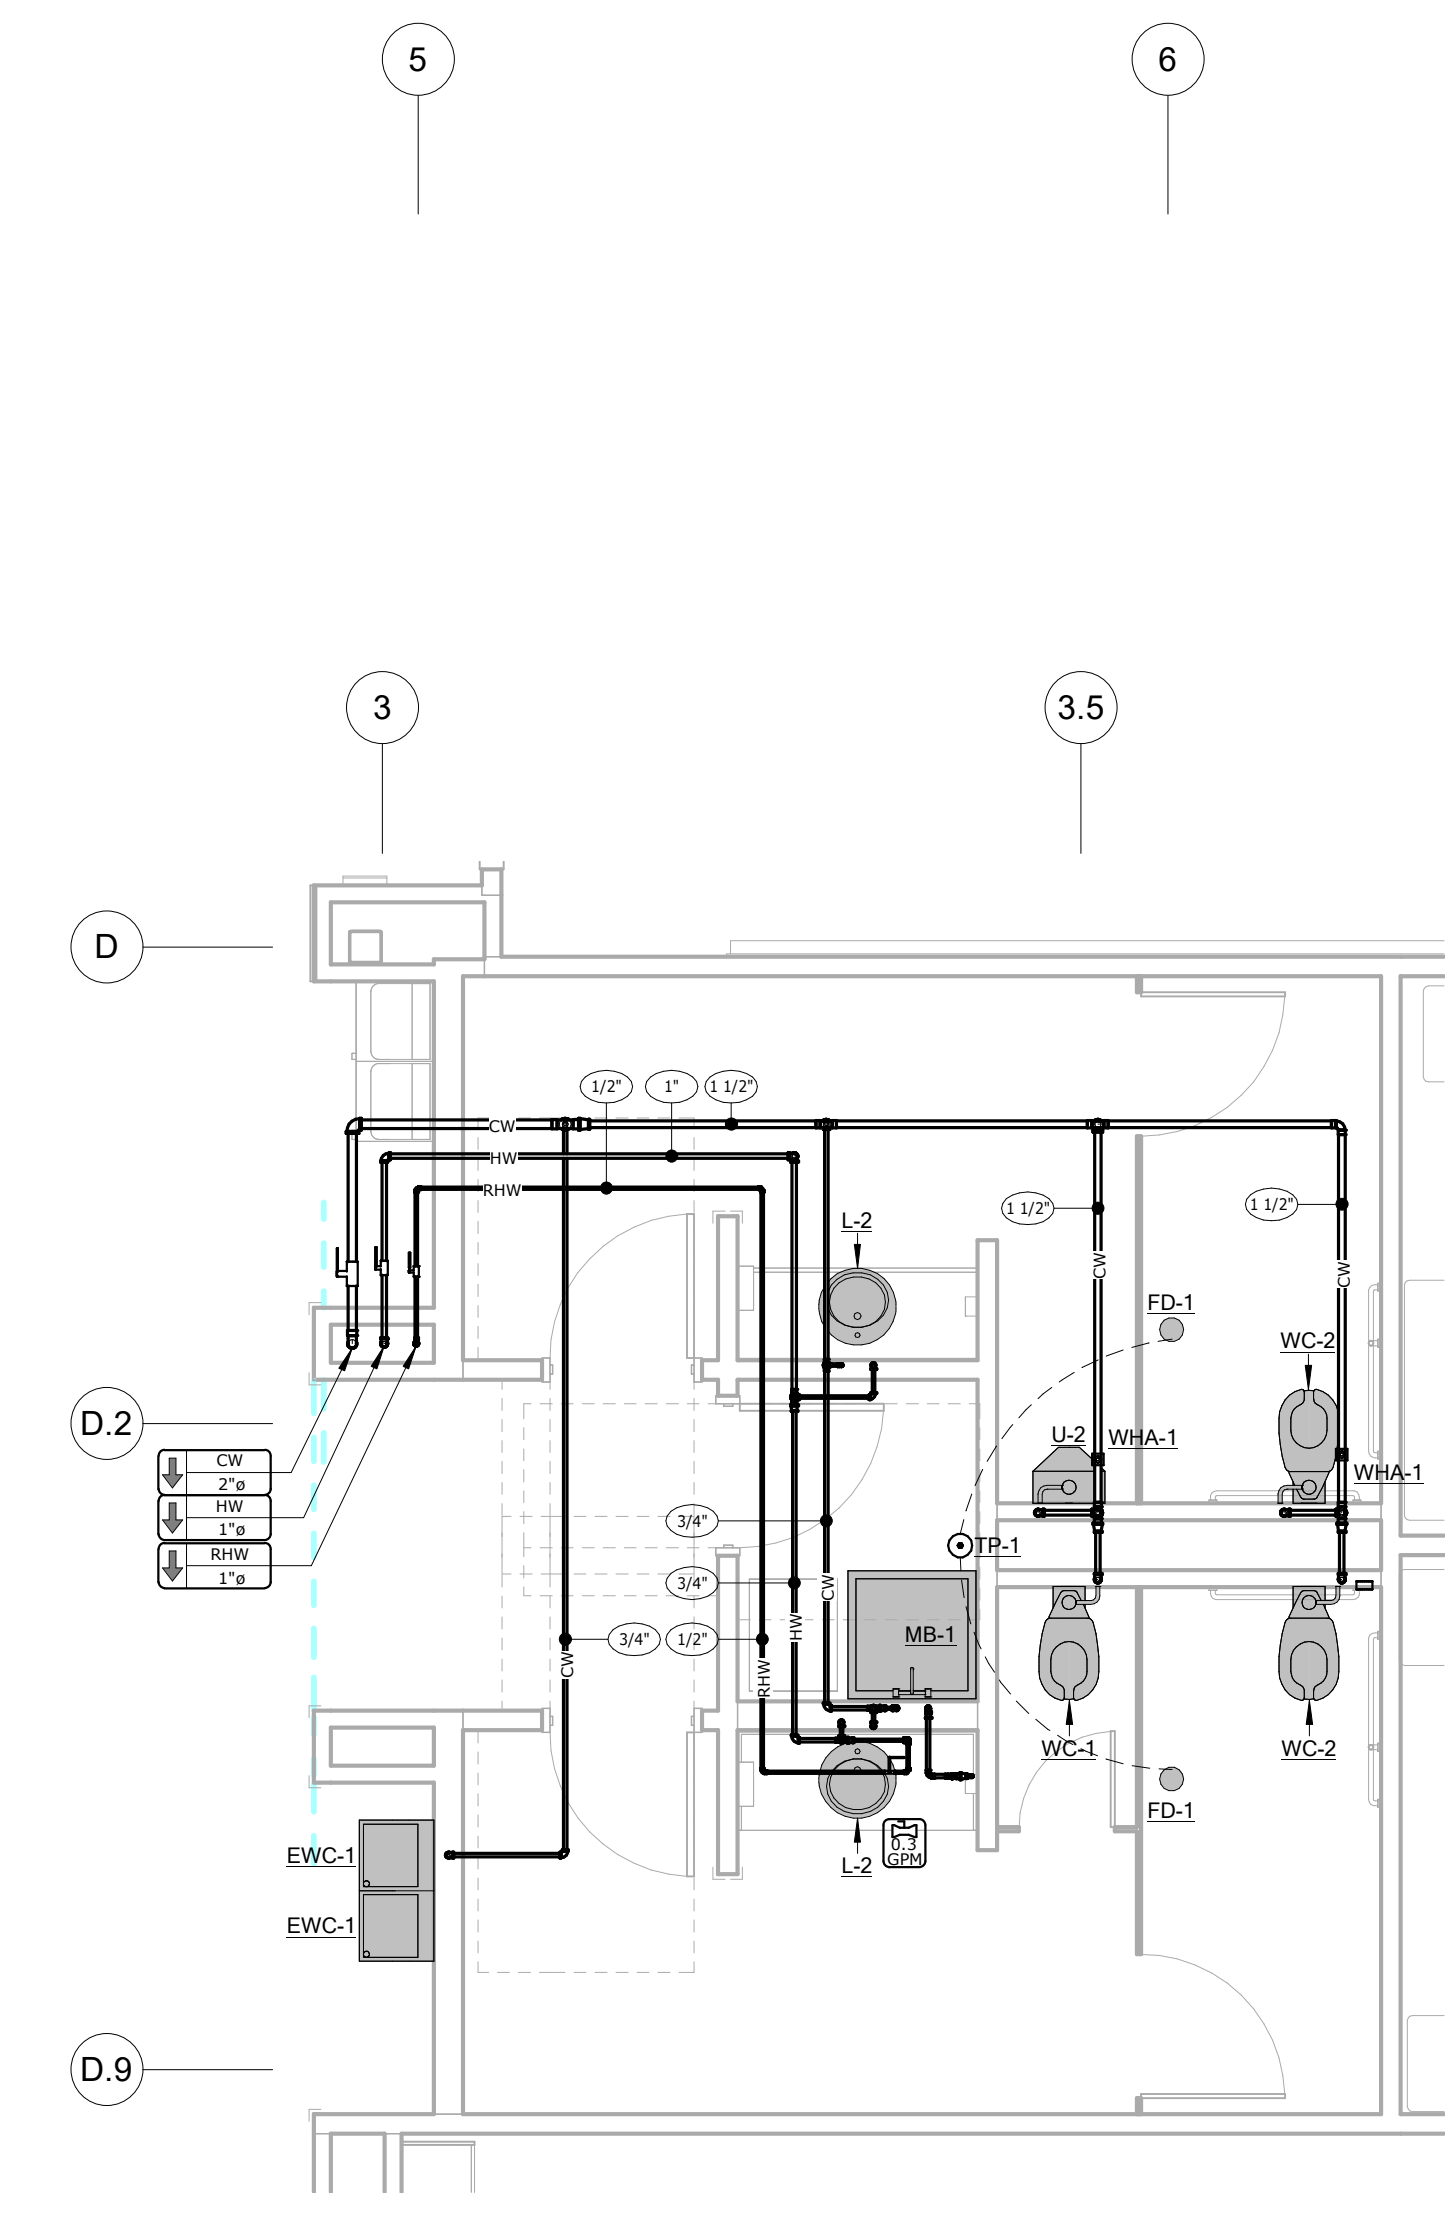 5
6
3
3.5
D
1/2"
1"
1 1/2"
CW
HW
RHW
L-2
1 1/2"
1 1/2"
CW
CW
FD-1
WC-2
D.2
U-2
WHA-1
WHA-1
CW
2"ø
HW
1"ø
RHW
1"ø
3/4"
TP-1
3/4"
CW
HW
MB-1
3/4"
1/2"
CW
RHW
WC-1
WC-2
FD-1
EWC-1
0.3
GPM
L-2
EWC-1
D.9